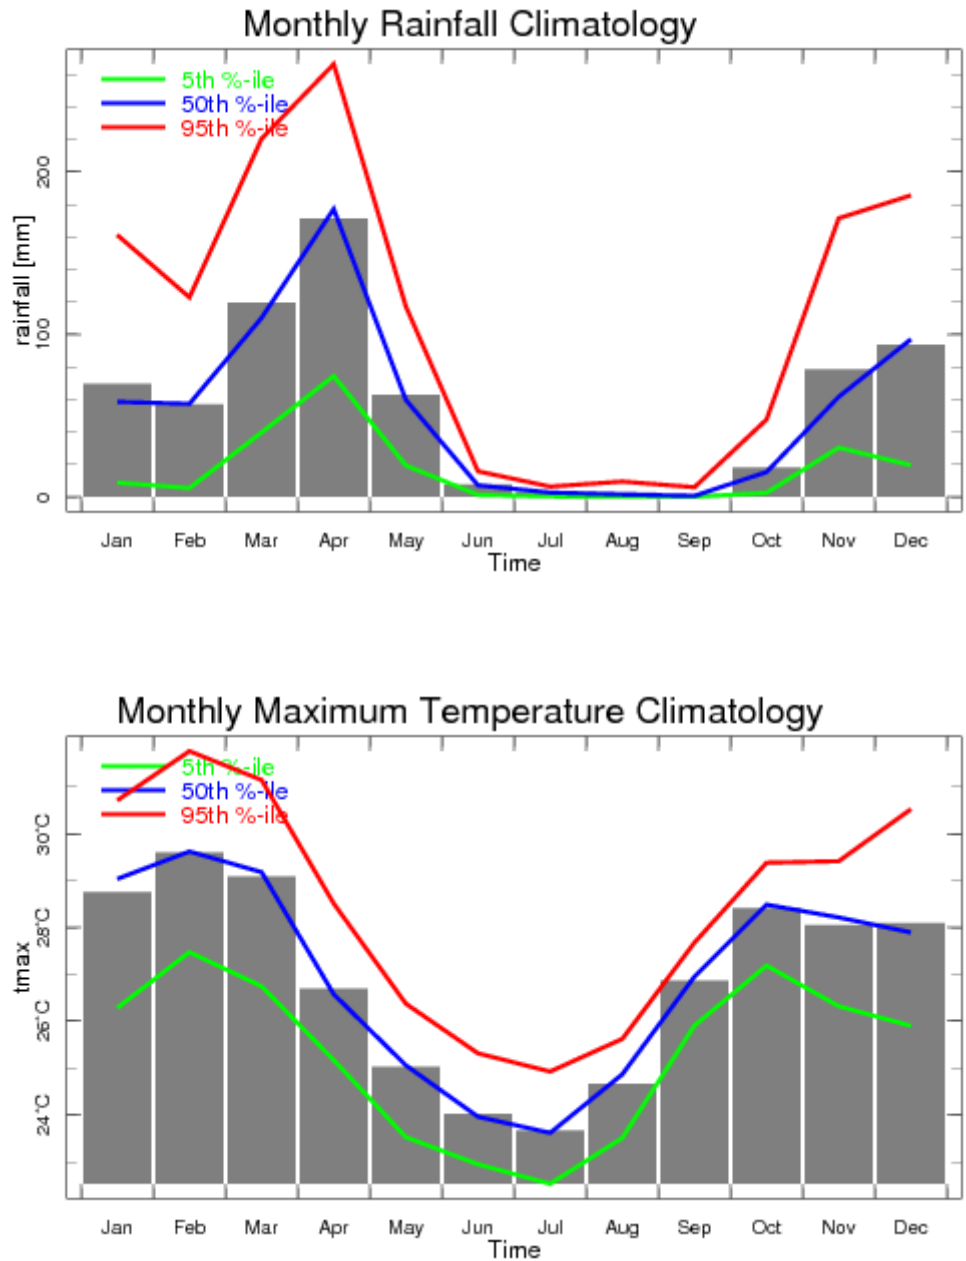 Monthly Rainfall Climatology
5th %-ile
50th %-ile
95th %-ile
200
100
0
rainfall [mm]
Jan Feb Mar Apr May Jun Jul Aug Sep Oct Nov Dec
Time
Monthly Maximum Temperature Climatology
5th %-ile
50th %-ile
95th %-ile
30°C
28°C
26°C
24°C
tmax
Jan Feb Mar Apr May Jun Jul Aug Sep Oct Nov Dec
Time